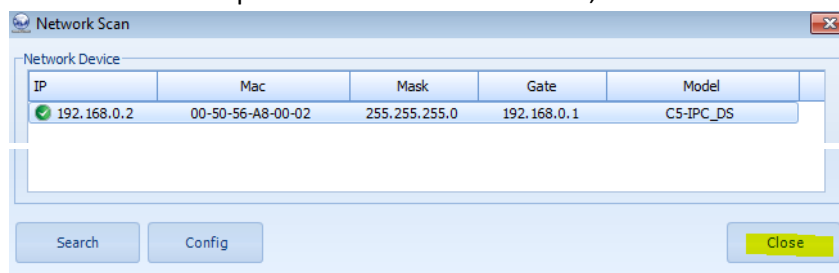 Network Scan
Network Device
IP Mac Mask Gate Model
192.168.0.2 00-50-56-A8-00-02 255.255.255.0 192.168.0.1 C5-IPC_DS
Search Config Close